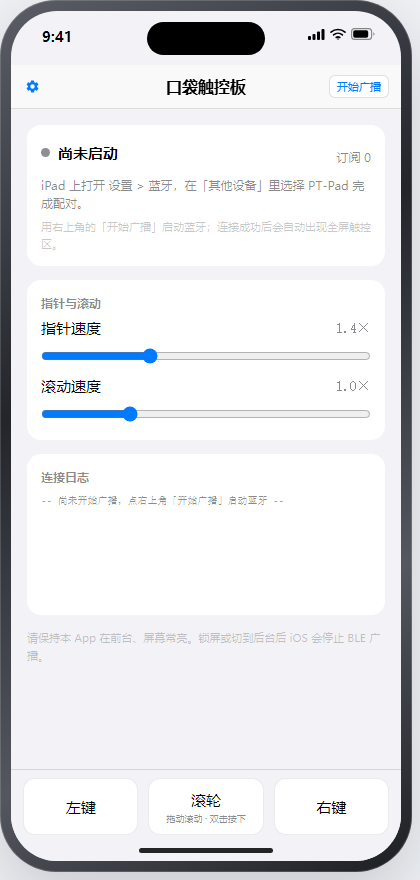 9:41
口袋触控板
开始广播
尚未启动
订阅 0
iPad 上打开 设置 > 蓝牙，在「其他设备」里选择 PT-Pad 完
成配对。
用右上角的「开始广播」启动蓝牙；连接成功后会自动出现全屏触控
区。
指针与滚动
指针速度
1.4×
滚动速度
1.0×
连接日志
-- 尚未开始广播，点右上角「开始广播」启动蓝牙 --
请保持本 App 在前台、屏幕常亮。锁屏或切到后台后 iOS 会停止 BLE 广
播。
左键
滚轮
拖动滚动 · 双击按下
右键